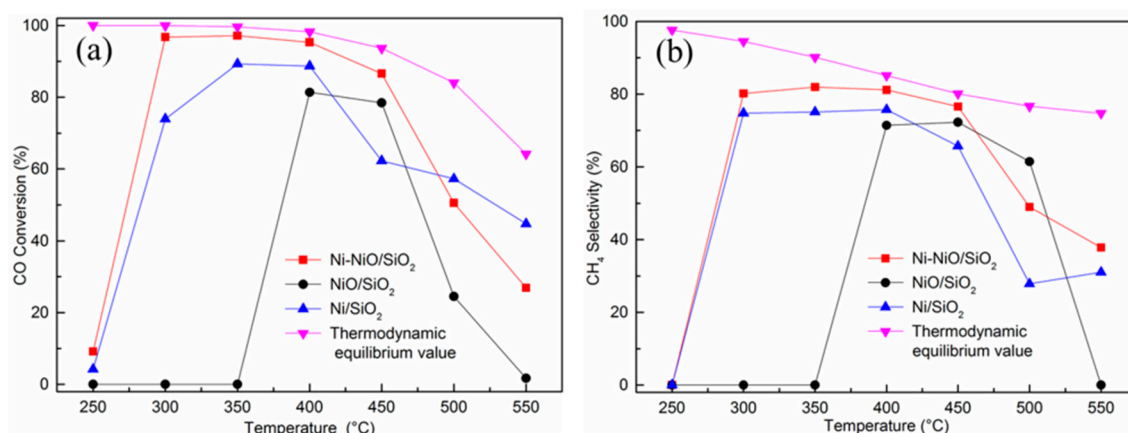 (a)
CO Conversion (%)
100
80
60
40
20
0
Ni-NiO/SiO₂
NiO/SiO₂
Ni/SiO₂
Thermodynamic
equilibrium value
250 300 350 400 450 500 550
Temperature (°C)
(b)
CH₄ Selectivity (%)
100
80
60
40
20
0
Ni-NiO/SiO₂
NiO/SiO₂
Ni/SiO₂
Thermodynamic
equilibrium value
250 300 350 400 450 500 550
Temperature (°C)